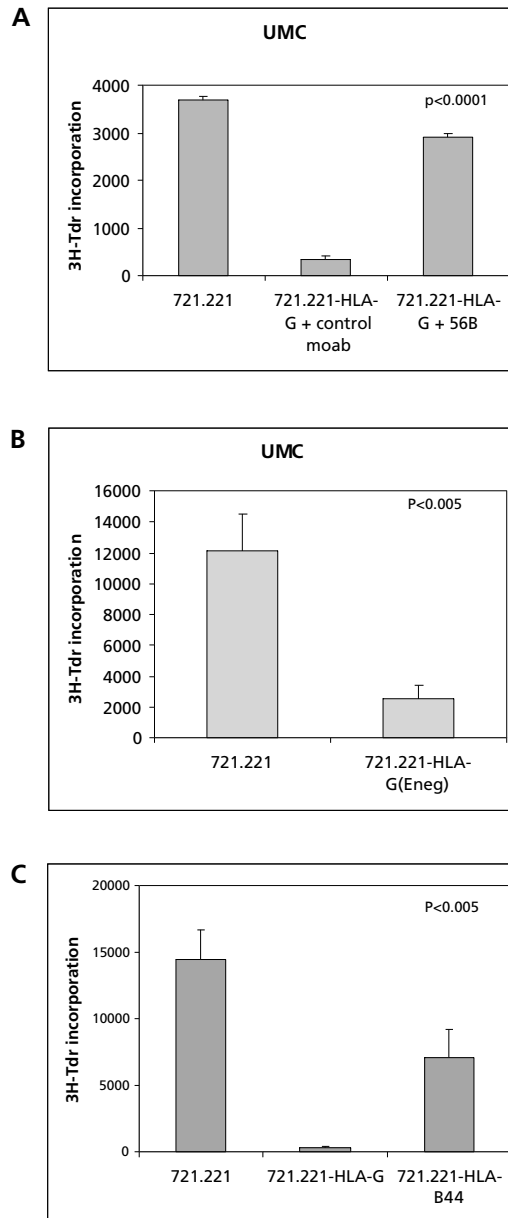 A
UMC
p<0.0001
3H-Tdr incorporation
4000
3000
2000
1000
0
721.221
721.221-HLA-
G + control
moab
721.221-HLA-
G + 56B
B
UMC
P<0.005
3H-Tdr incorporation
16000
14000
12000
10000
8000
6000
4000
2000
0
721.221
721.221-HLA-
G(Eneg)
C
P<0.005
3H-Tdr incorporation
20000
15000
10000
5000
0
721.221
721.221-HLA-G
721.221-HLA-
B44